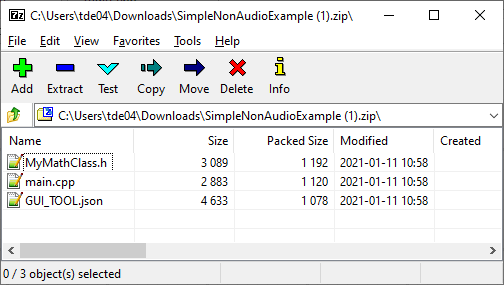 C:\Users\tde04\Downloads\SimpleNonAudioExample (1).zip\
File Edit View Favorites Tools Help
Add Extract Test Copy Move Delete Info
C:\Users\tde04\Downloads\SimpleNonAudioExample (1).zip\
Name Size Packed Size Modified Created
MyMathClass.h 3 089 1 192 2021-01-11 10:58
main.cpp 2 883 1 120 2021-01-11 10:58
GUI_TOOL.json 4 633 1 078 2021-01-11 10:58
0 / 3 object(s) selected